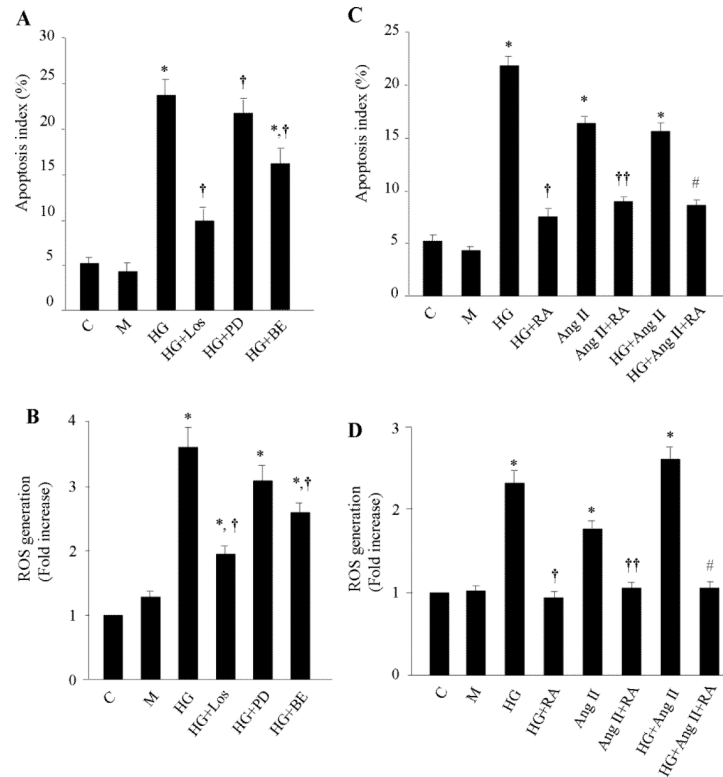 A
Apoptosis index (%)
30
25
20
15
10
5
0
*
†
†
*,†
C
M
HG
HG+Los
HG+PD
HG+BE
C
Apoptosis index (%)
25
20
15
10
5
0
*
†
*
††
*
#
C
M
HG
HG+RA
Ang II
Ang II+RA
HG+Ang II
HG+Ang II+RA
B
ROS generation
(Fold increase)
4
3
2
1
0
*
*, †
*
*,†
C
M
HG
HG+Los
HG+PD
HG+BE
D
ROS generation
(Fold increase)
3
2
1
0
*
†
*
††
*
#
C
M
HG
HG+RA
Ang II
Ang II+RA
HG+Ang II
HG+Ang II+RA